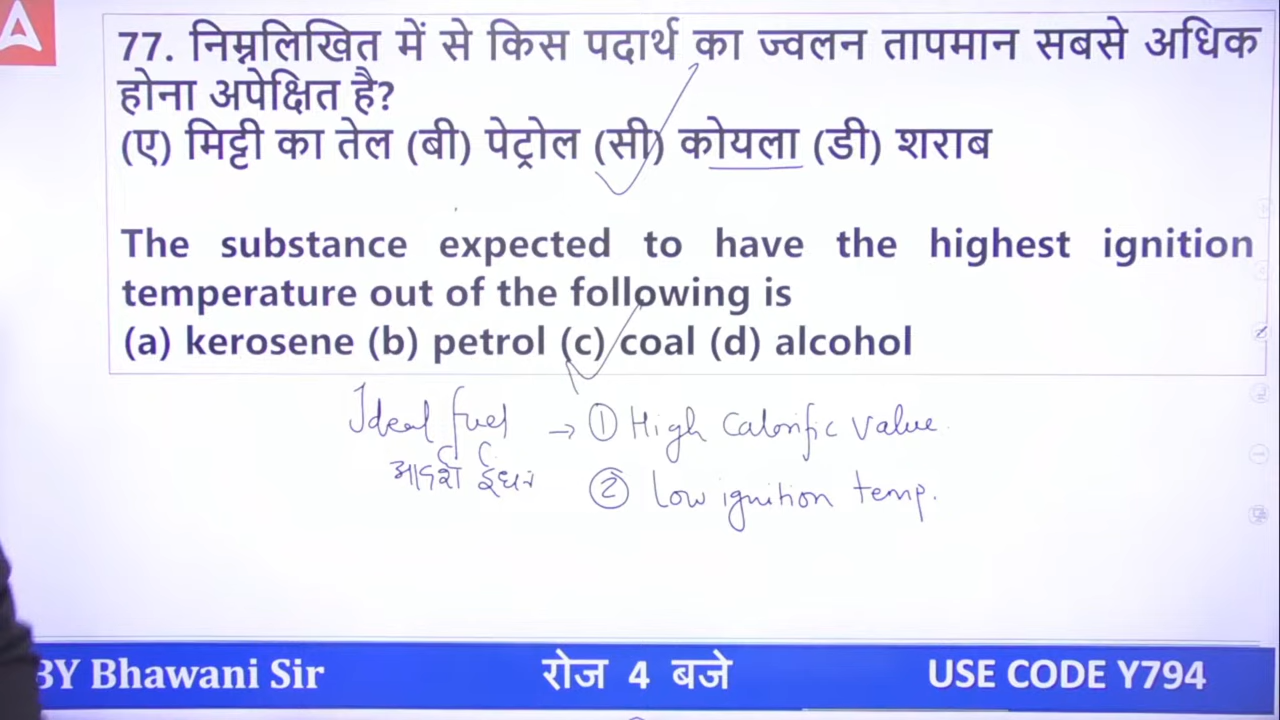 77. निम्नलिखित में से किस पदार्थ का ज्वलन तापमान सबसे अधिक
होना अपेक्षित है?
(ए) मिट्टी का तेल (बी) पेट्रोल (सी) कोयला (डी) शराब
The substance expected to have the highest ignition
temperature out of the following is
(a) kerosene (b) petrol (c) coal (d) alcohol
Ideal fuel → ① High Calorific value
आदर्श ईंधन ② Low ignition temp.
BY Bhawani Sir रोज 4 बजे USE CODE Y794